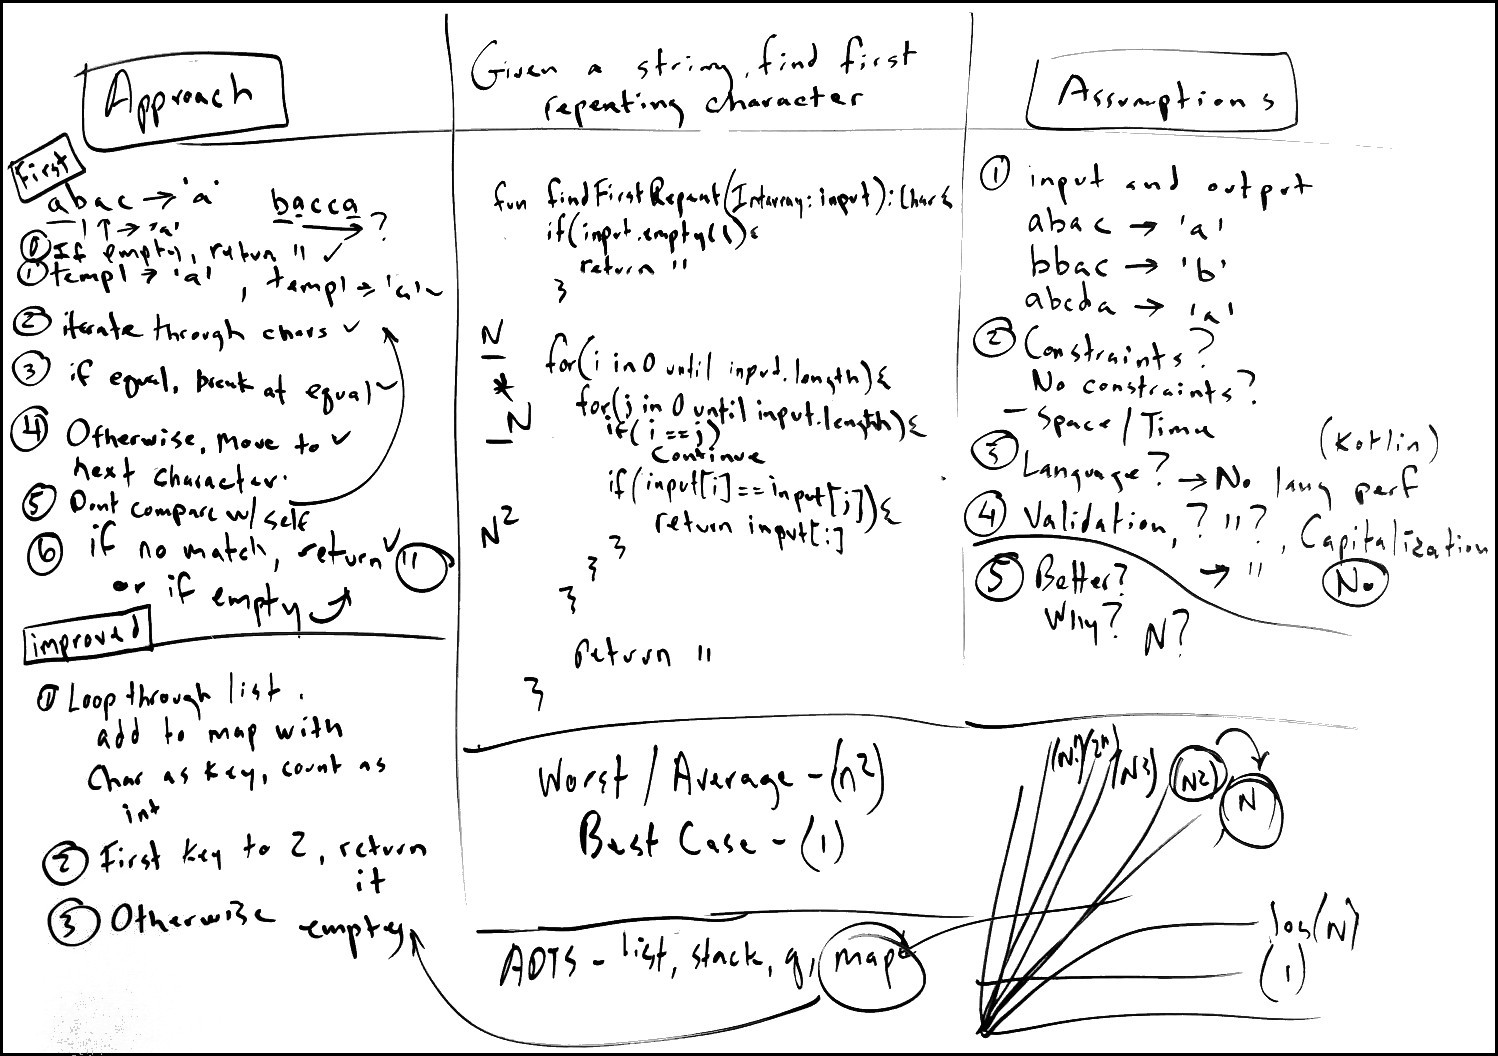 Approach
First
abac → 'a'
bacca
?
↑ → 'a'
⓪ If empty, return '' ✓
① temp1 → 'a' , temp1 → 'a' ~
② iterate through chars ✓
③ if equal, break at equal ~
④ Otherwise, move to ✓
next character.
⑤ Dont compare w/ self
⑥ if no match, return ✓ ''
or if empty
improved
① Loop through list .
add to map with
Char as key, count as
int
② First key to 2, return
it
③ Otherwise empty
Given a string, find first
repeating character
fun findFirstRepeat(Intarray: input): Char{
if(input.empty()){
return ''
}
N
*
N
N2
for(i in 0 until input.length){
for(j in 0 until input.length){
if(i == j)
Continue
if(input[i] == input[j]){
return input[i]
}
}
}
return ''
}
Worst / Average - (n2)
Best Case - (1)
ADTS - list, stack, q, map
Assumptions
① input and output
abac → 'a'
bbac → 'b'
abcda → 'a'
② Constraints?
No constraints?
- Space / Time
③ Language? → No lang perf
(Kotlin)
④ Validation, ? ''? , Capitalization
→ ''
No
⑤ Better?
Why? N?
(N!) (2n) (N3) (N2)
N
log(N)
(1)